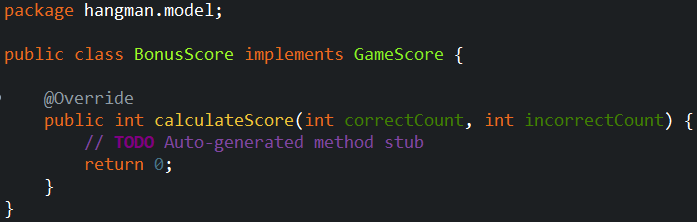 package hangman.model;
public class BonusScore implements GameScore {
@Override
public int calculateScore(int correctCount, int incorrectCount) {
// TODO Auto-generated method stub
return 0;
}
}